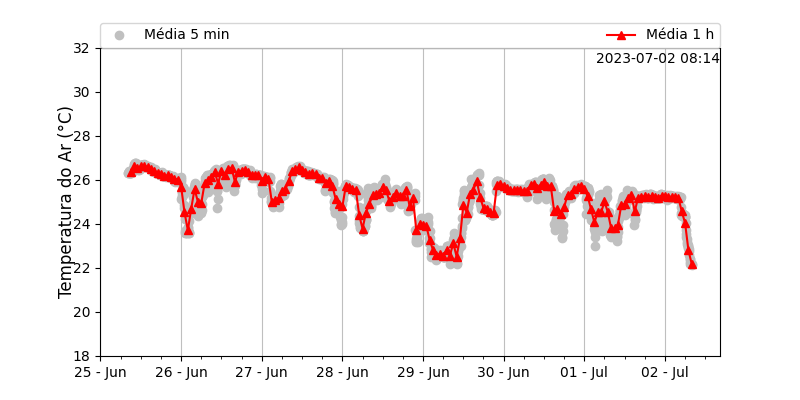 Média 5 min
Média 1 h
2023-07-02 08:14
Temperatura do Ar (°C)
32
30
28
26
24
22
20
18
25 - Jun
26 - Jun
27 - Jun
28 - Jun
29 - Jun
30 - Jun
01 - Jul
02 - Jul